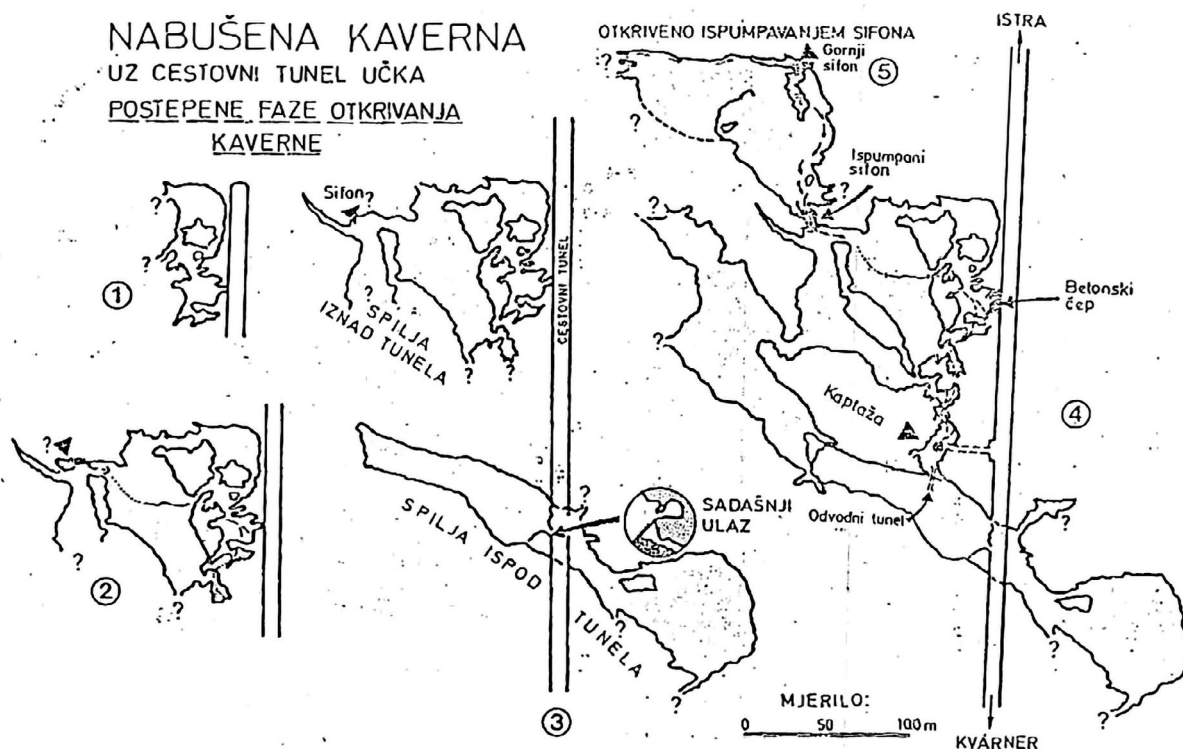 NABUŠENA KAVERNA
UZ CESTOVNI TUNEL UČKA
POSTEPENE FAZE OTKRIVANJA
KAVERNE
OTKRIVENO ISPUMPAVANJEM SIFONA
Gornji
sifon
5
ISTRA
?
?
Ispumpani
sifon
?
Sifon
?
?
?
1
?
SPILJA
IZNAD TUNELA
?
?
CESTOVNI TUNEL
?
?
Betonski
čep
Kaptaža
4
?
?
2
?
?
SPILJA ISPOD TUNELA
?
SADAŠNJI
ULAZ
Odvodni tunel
?
?
?
?
?
3
MJERILO:
0 50 100 m
KVARNER